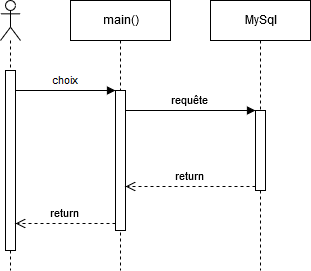 main()
MySql
choix
requête
return
return